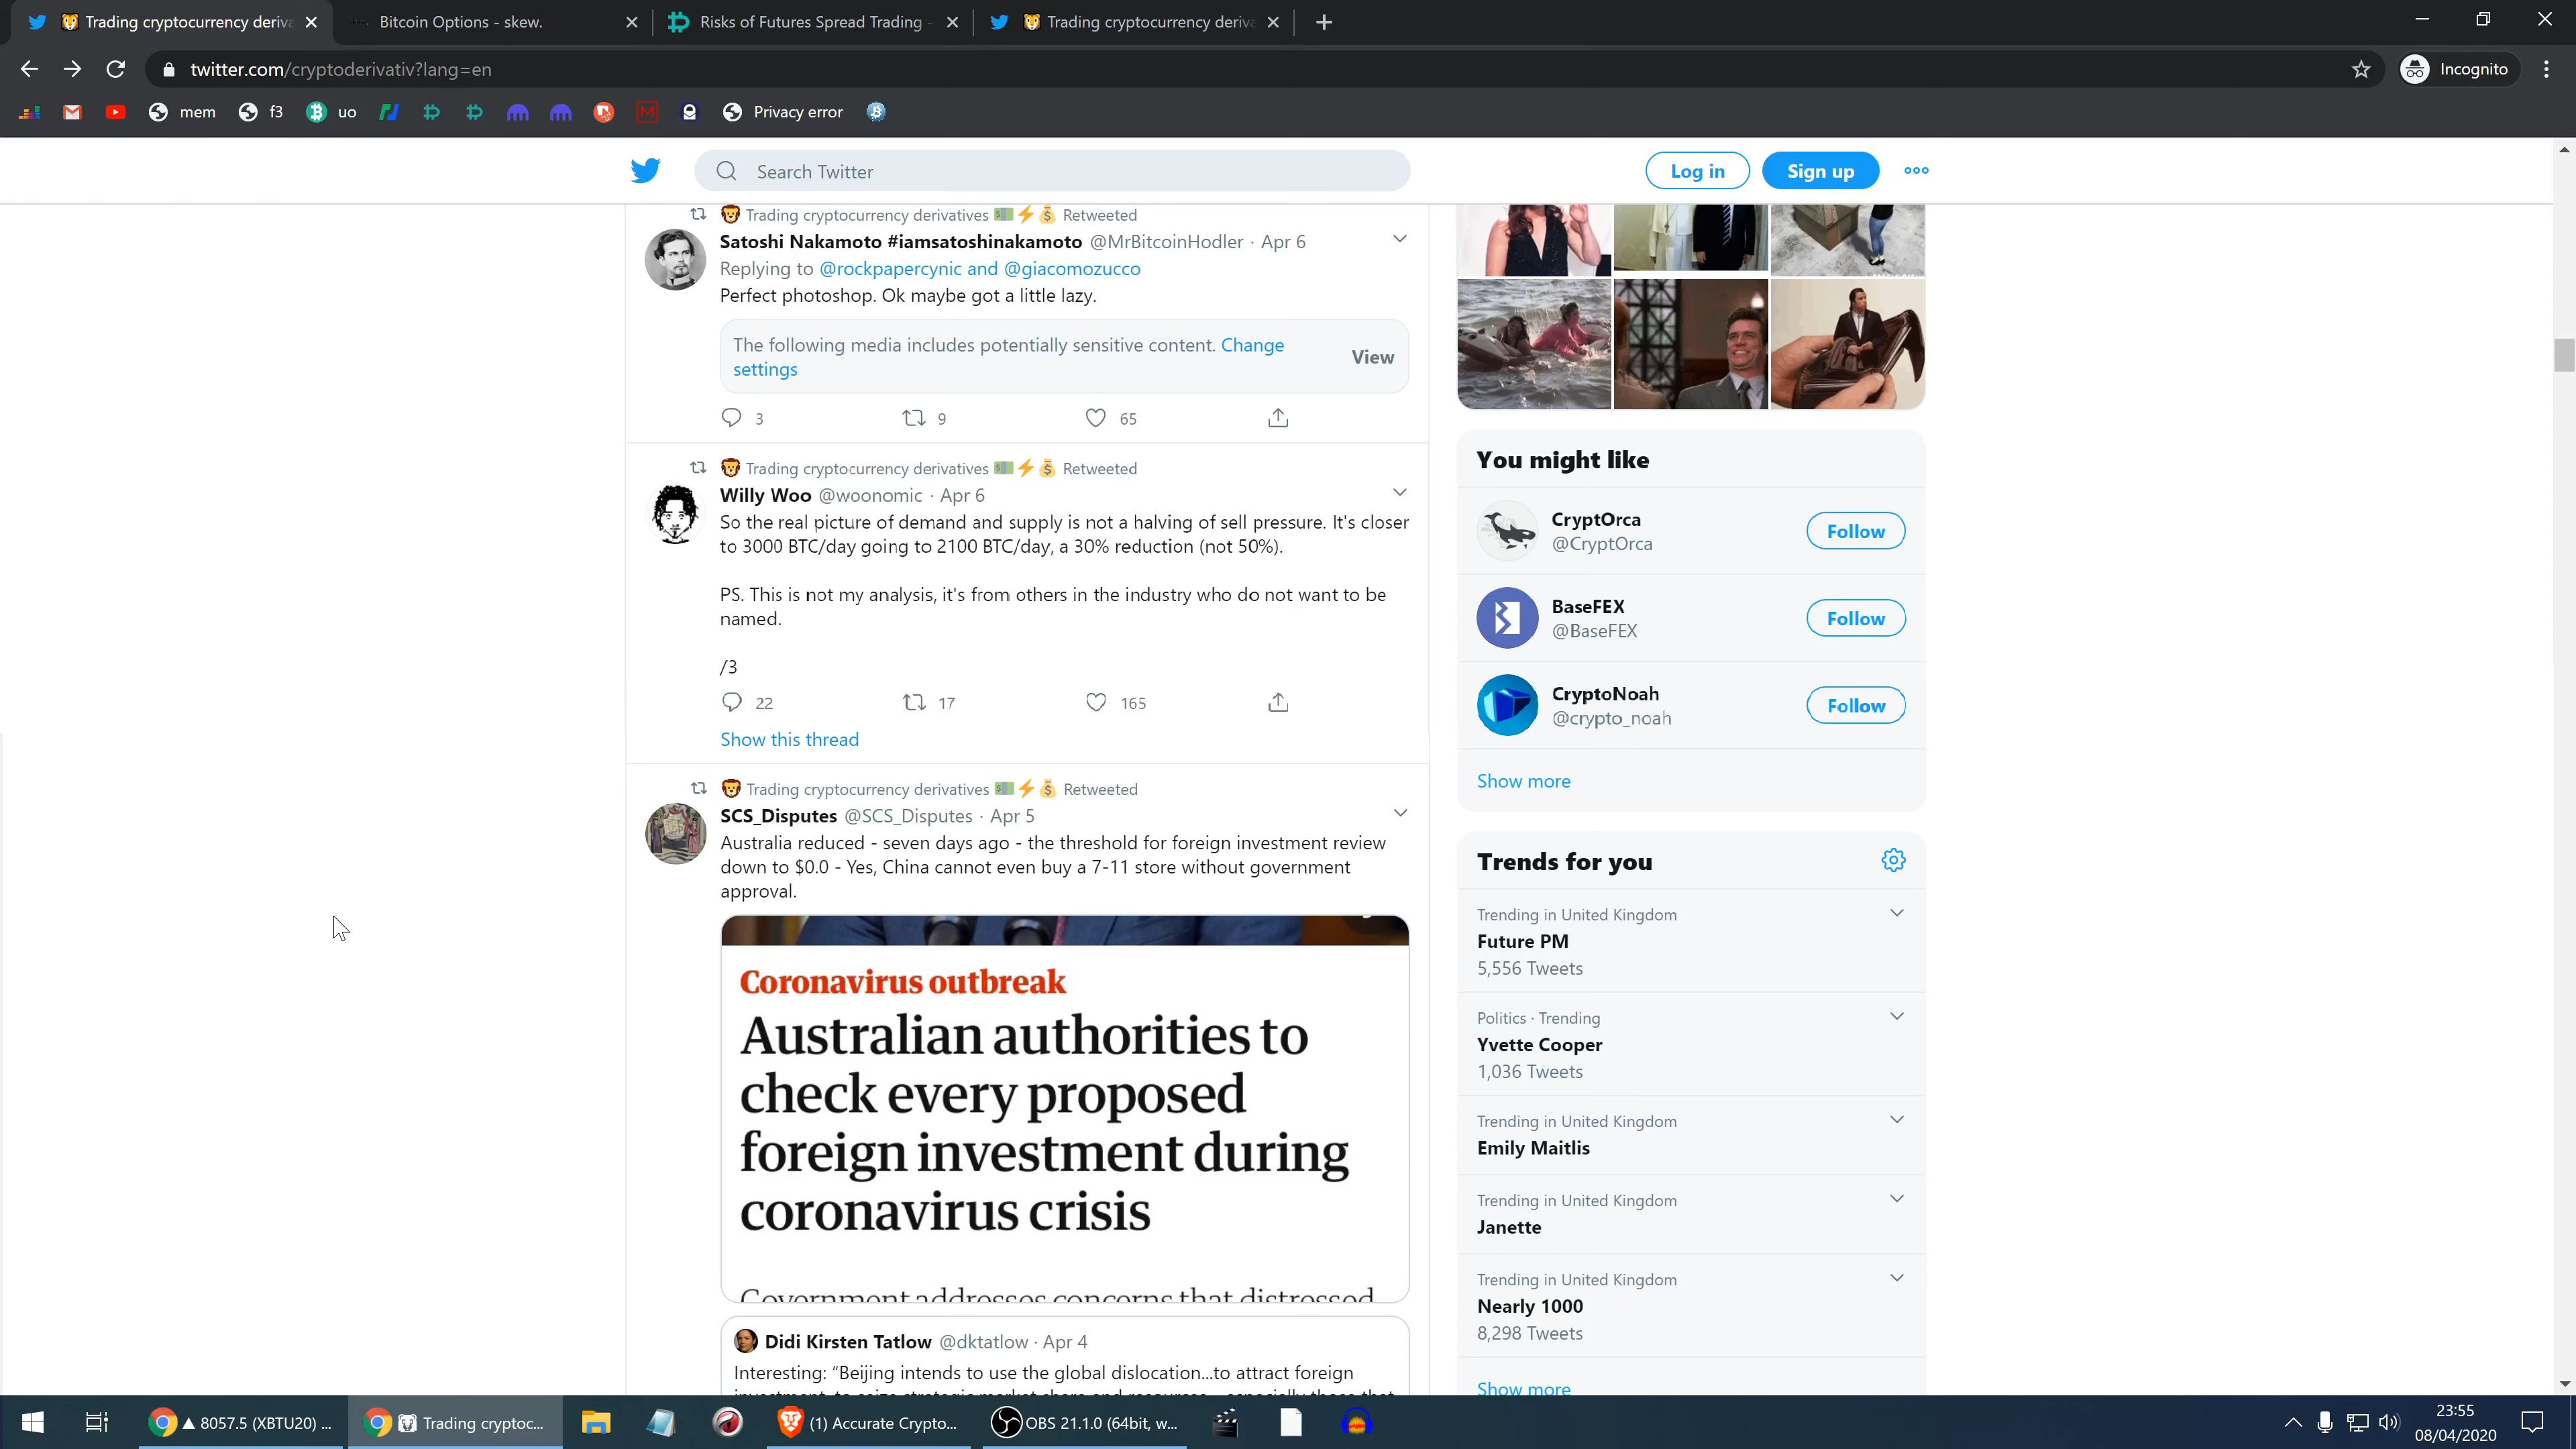 Trading cryptocurrency deriva
Bitcoin Options - skew.
Risks of Futures Spread Trading -
Trading cryptocurrency deriva
twitter.com/cryptoderivativ?lang=en
Incognito
mem
f3
uo
Privacy error
Search Twitter
Log in
Sign up
Trading cryptocurrency derivatives Retweeted
Satoshi Nakamoto #iamsatoshinakamoto @MrBitcoinHodler · Apr 6
Replying to @rockpapercynic and @giacomozucco
Perfect photoshop. Ok maybe got a little lazy.
The following media includes potentially sensitive content. Change
settings
View
3
9
65
Trading cryptocurrency derivatives Retweeted
Willy Woo @woonomic · Apr 6
So the real picture of demand and supply is not a halving of sell pressure. It's closer
to 3000 BTC/day going to 2100 BTC/day, a 30% reduction (not 50%).
PS. This is not my analysis, it's from others in the industry who do not want to be
named.
/3
22
17
165
Show this thread
Trading cryptocurrency derivatives Retweeted
SCS_Disputes @SCS_Disputes · Apr 5
Australia reduced - seven days ago - the threshold for foreign investment review
down to $0.0 - Yes, China cannot even buy a 7-11 store without government
approval.
Coronavirus outbreak
Australian authorities to
check every proposed
foreign investment during
coronavirus crisis
Government addresses concerns that distressed
Didi Kirsten Tatlow @dktatlow · Apr 4
Interesting: “Beijing intends to use the global dislocation...to attract foreign
You might like
CryptOrca
@CryptOrca
Follow
BaseFEX
@BaseFEX
Follow
CryptoNoah
@crypto_noah
Follow
Show more
Trends for you
Trending in United Kingdom
Future PM
5,556 Tweets
Politics · Trending
Yvette Cooper
1,036 Tweets
Trending in United Kingdom
Emily Maitlis
Trending in United Kingdom
Janette
Trending in United Kingdom
Nearly 1000
8,298 Tweets
Show more
▲ 8057.5 (XBTU20) ...
Trading cryptoc...
(1) Accurate Crypto...
OBS 21.1.0 (64bit, w...
23:55
08/04/2020